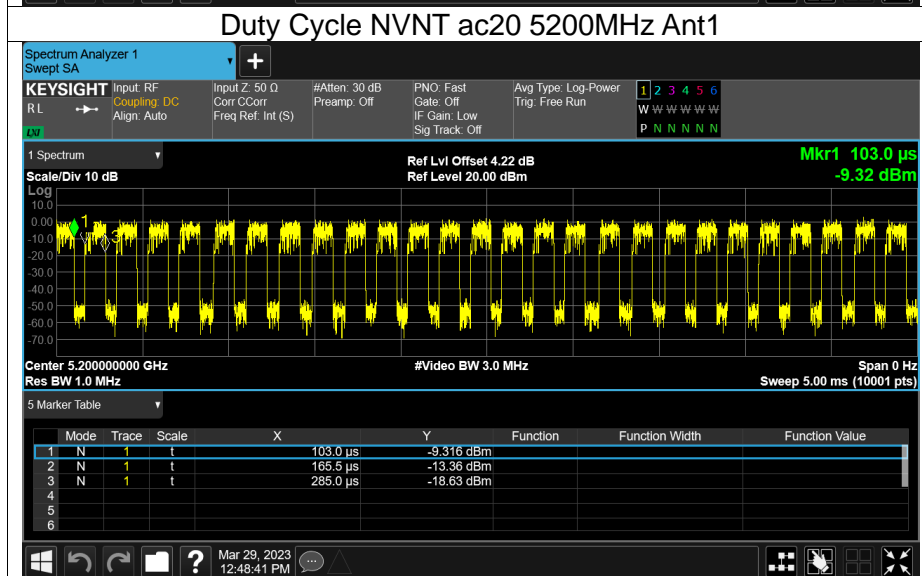 Duty Cycle NVNT ac20 5200MHz Ant1
Spectrum Analyzer 1
Swept SA
+
KEYSIGHT Input: RF Input Z: 50 Ω #Atten: 30 dB PNO: Fast Avg Type: Log-Power 1 2 3 4 5 6
RL Coupling: DC Corr CCorr Preamp: Off Gate: Off Trig: Free Run W W W W W W
Align: Auto Freq Ref: Int (S) IF Gain: Low
LXI Sig Track: Off P N N N N N
1 Spectrum Ref Lvl Offset 4.22 dB Mkr1 103.0 µs
Scale/Div 10 dB Ref Level 20.00 dBm -9.32 dBm
Log
10.0
0.00 1
-10.0 3
-20.0
-30.0
-40.0
-50.0
-60.0
-70.0
Center 5.200000000 GHz #Video BW 3.0 MHz Span 0 Hz
Res BW 1.0 MHz Sweep 5.00 ms (10001 pts)
5 Marker Table
Mode Trace Scale X Y Function Function Width Function Value
1 N 1 t 103.0 µs -9.316 dBm
2 N 1 t 165.5 µs -13.36 dBm
3 N 1 t 285.0 µs -18.63 dBm
4
5
6
? Mar 29, 2023
12:48:41 PM